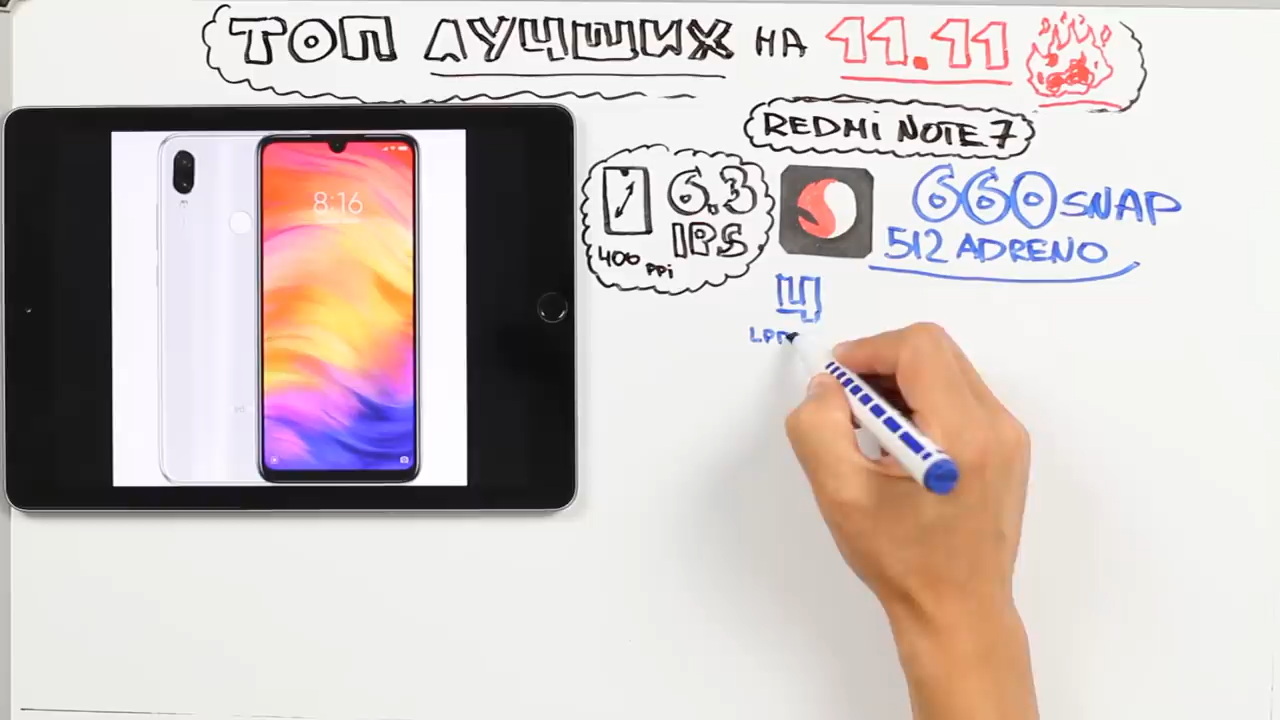 ТОП ЛУЧШИХ НА 11.11
REDMI NOTE 7
8:16
6.3
IPS
400 PPI
660 SNAP
512 ADRENO
4